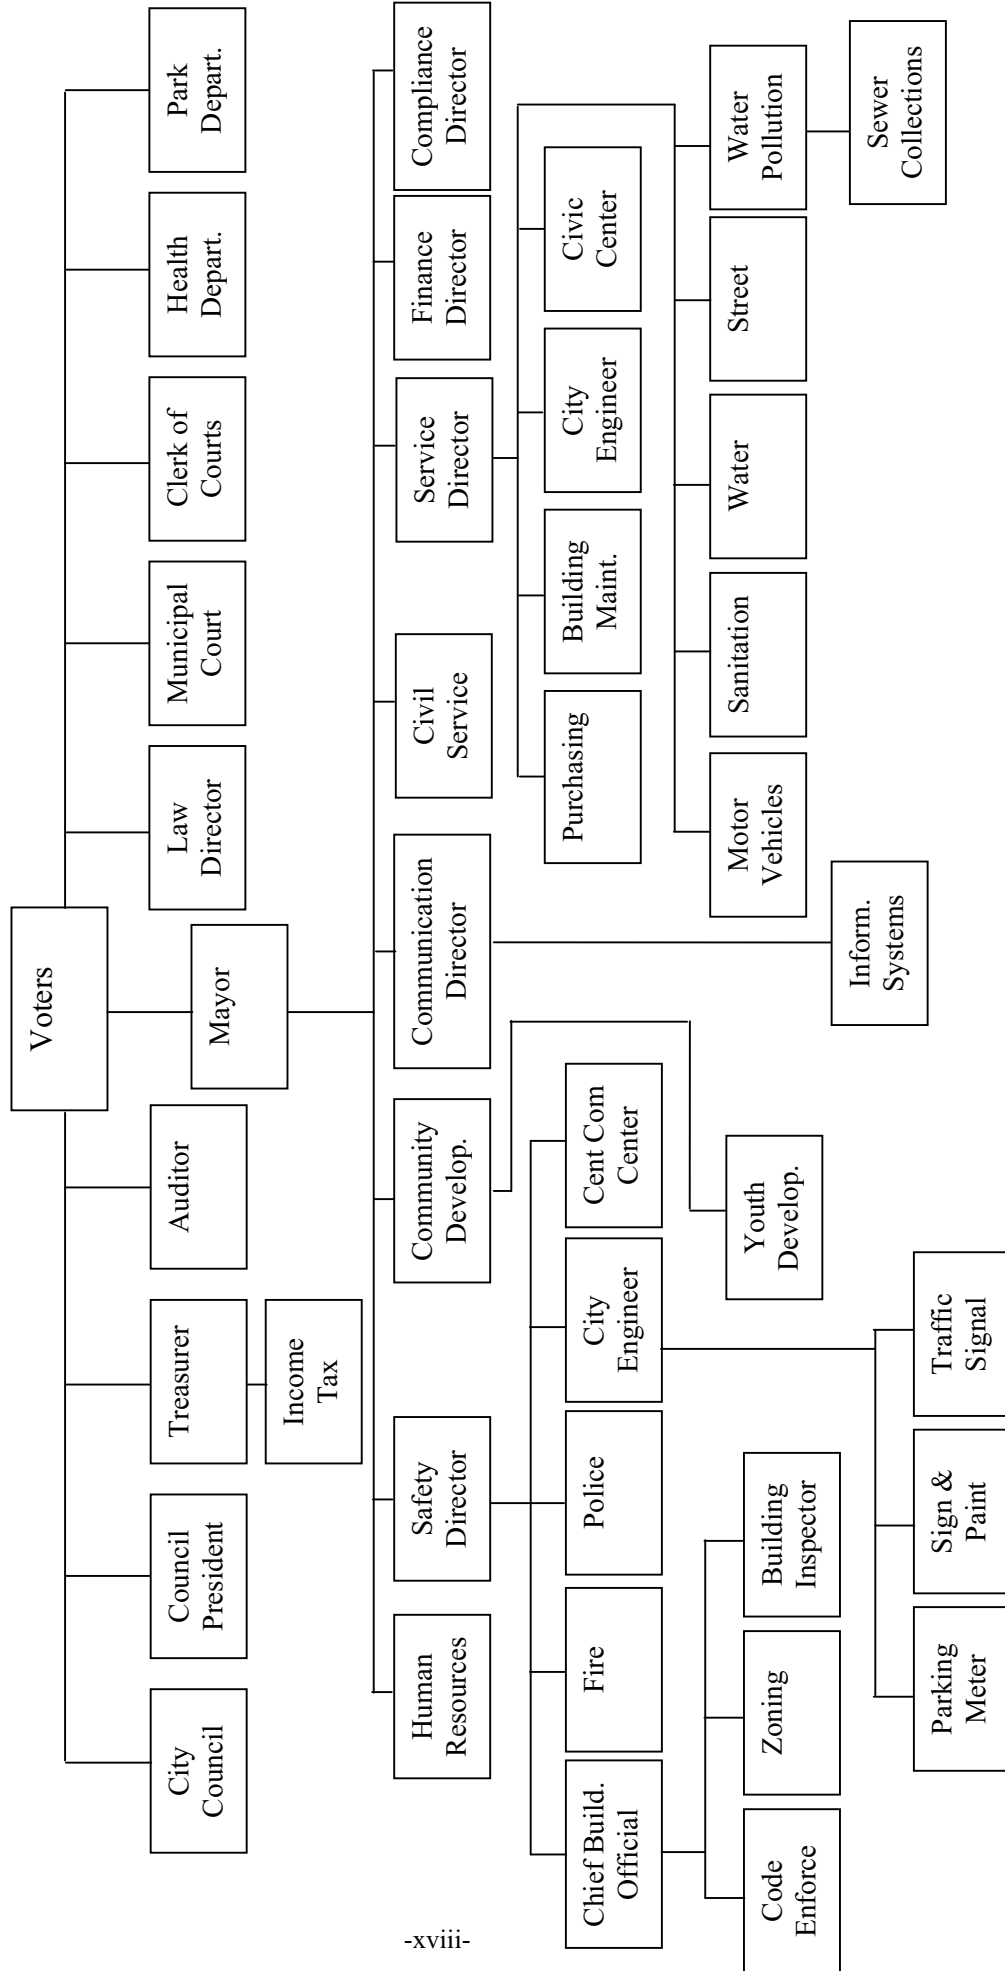 Voters
City
Council
Council
President
Treasurer
Auditor
Law
Director
Municipal
Court
Clerk of
Courts
Health
Depart.
Park
Depart.
Mayor
Income
Tax
Human
Resources
Safety
Director
Community
Develop.
Communication
Director
Civil
Service
Service
Director
Finance
Director
Compliance
Director
Chief Build.
Official
Fire
Police
City
Engineer
Cent Com
Center
Purchasing
Building
Maint.
City
Engineer
Civic
Center
Code
Enforce
Zoning
Building
Inspector
Youth
Develop.
Motor
Vehicles
Sanitation
Water
Street
Water
Pollution
Inform.
Systems
Sewer
Collections
Parking
Meter
Sign &
Paint
Traffic
Signal
-xviii-